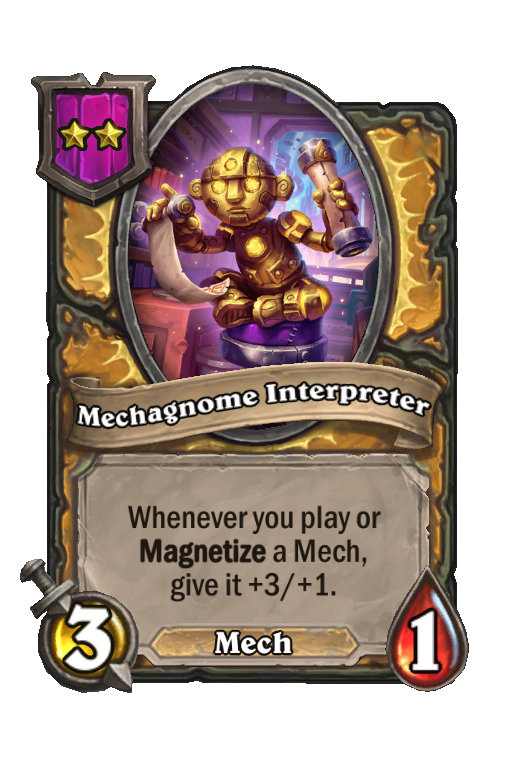 Mechagnome Interpreter
Whenever you play or
Magnetize a Mech,
give it +3/+1.
3
Mech
1